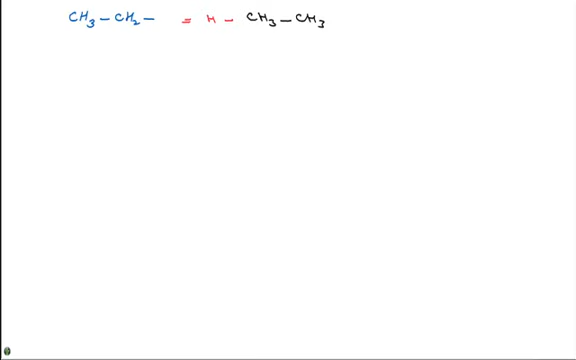 CH₃ – CH₂ – = H – CH₃ – CH₃